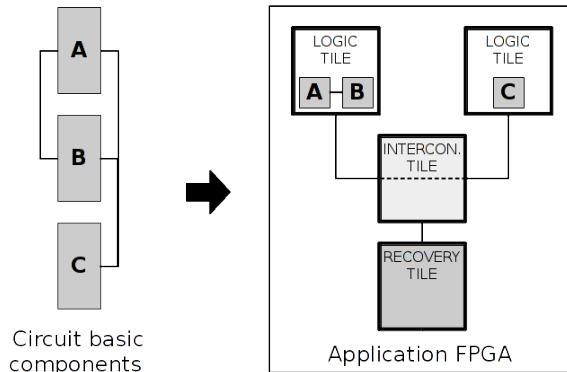 A
B
C
Circuit basic
components
LOGIC
TILE
A
B
LOGIC
TILE
C
INTERCON.
TILE
RECOVERY
TILE
Application FPGA